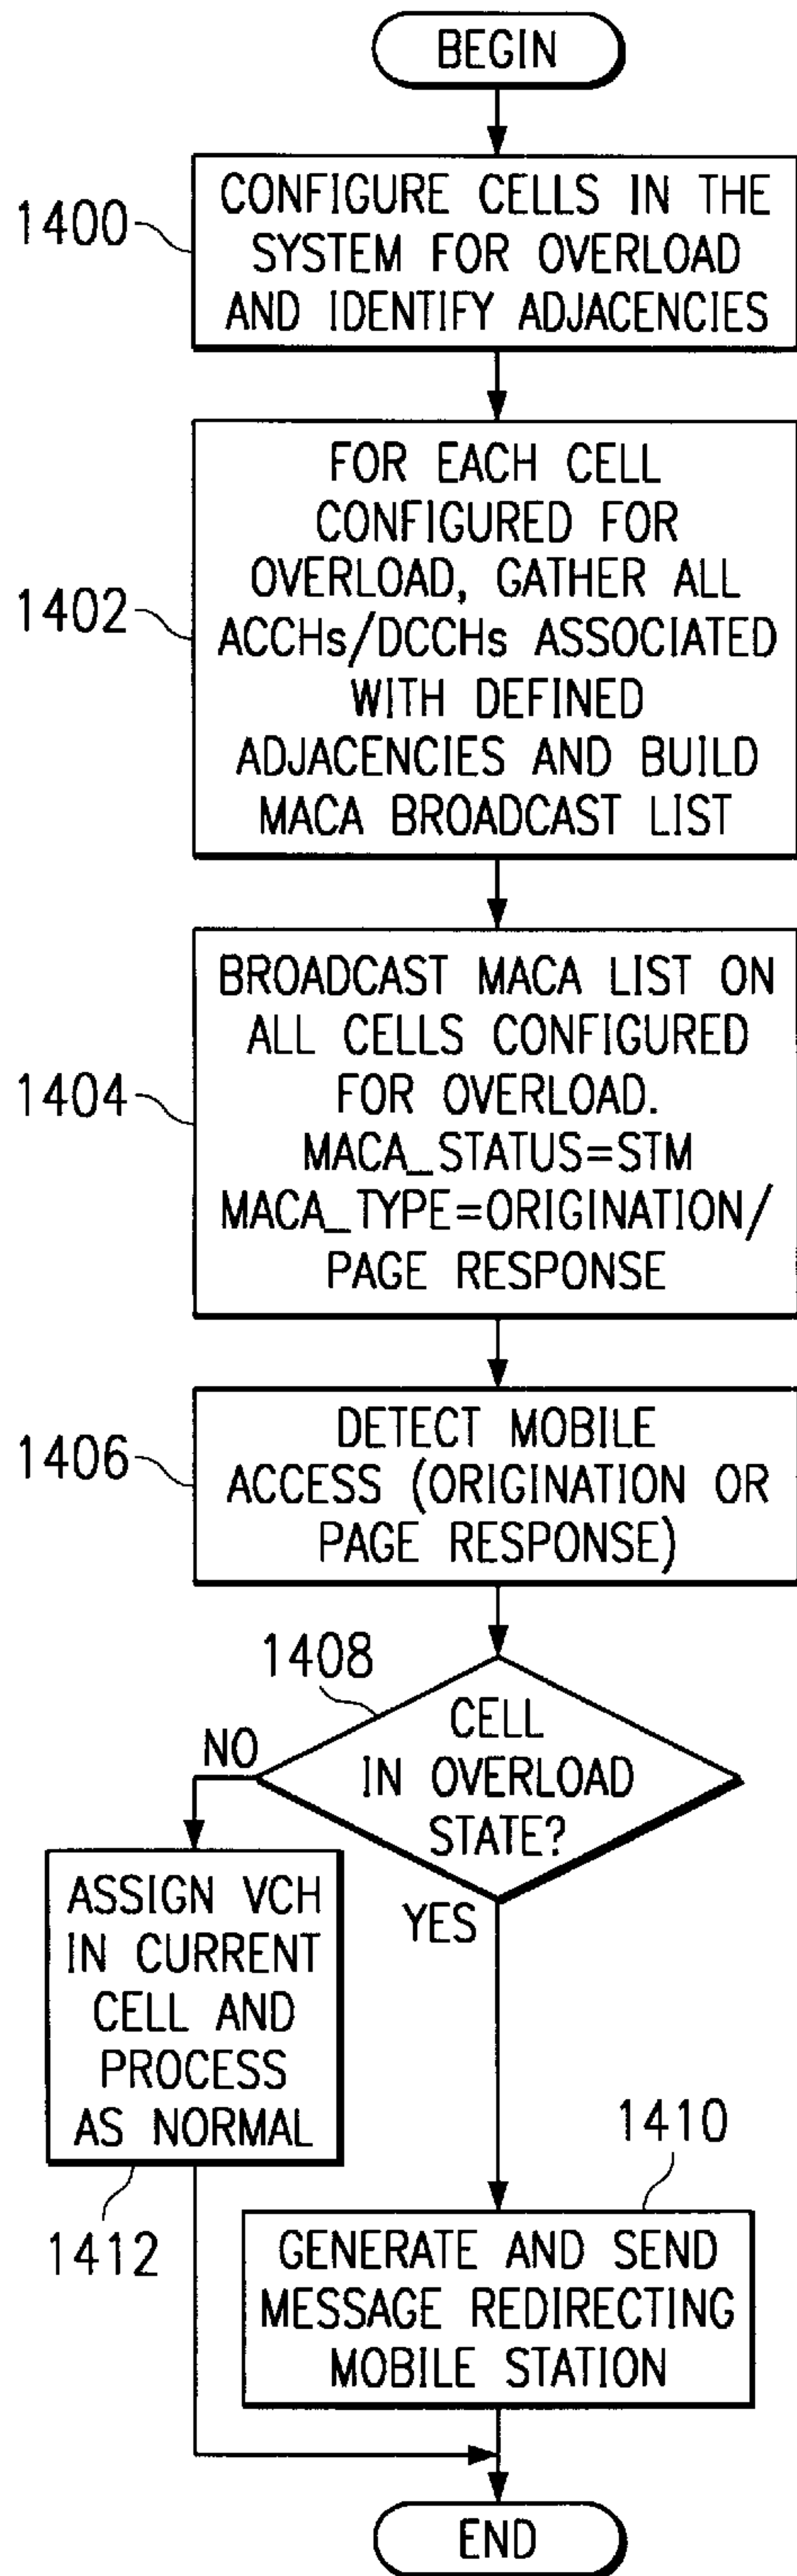 BEGIN
1400
CONFIGURE CELLS IN THE
SYSTEM FOR OVERLOAD
AND IDENTIFY ADJACENCIES
1402
FOR EACH CELL
CONFIGURED FOR
OVERLOAD, GATHER ALL
ACCHs/DCCHs ASSOCIATED
WITH DEFINED
ADJACENCIES AND BUILD
MACA BROADCAST LIST
1404
BROADCAST MACA LIST ON
ALL CELLS CONFIGURED
FOR OVERLOAD.
MACA_STATUS=STM
MACA_TYPE=ORIGINATION/
PAGE RESPONSE
1406
DETECT MOBILE
ACCESS (ORIGINATION OR
PAGE RESPONSE)
1408
CELL
IN OVERLOAD
STATE?
NO
YES
ASSIGN VCH
IN CURRENT
CELL AND
PROCESS
AS NORMAL
1412
1410
GENERATE AND SEND
MESSAGE REDIRECTING
MOBILE STATION
END